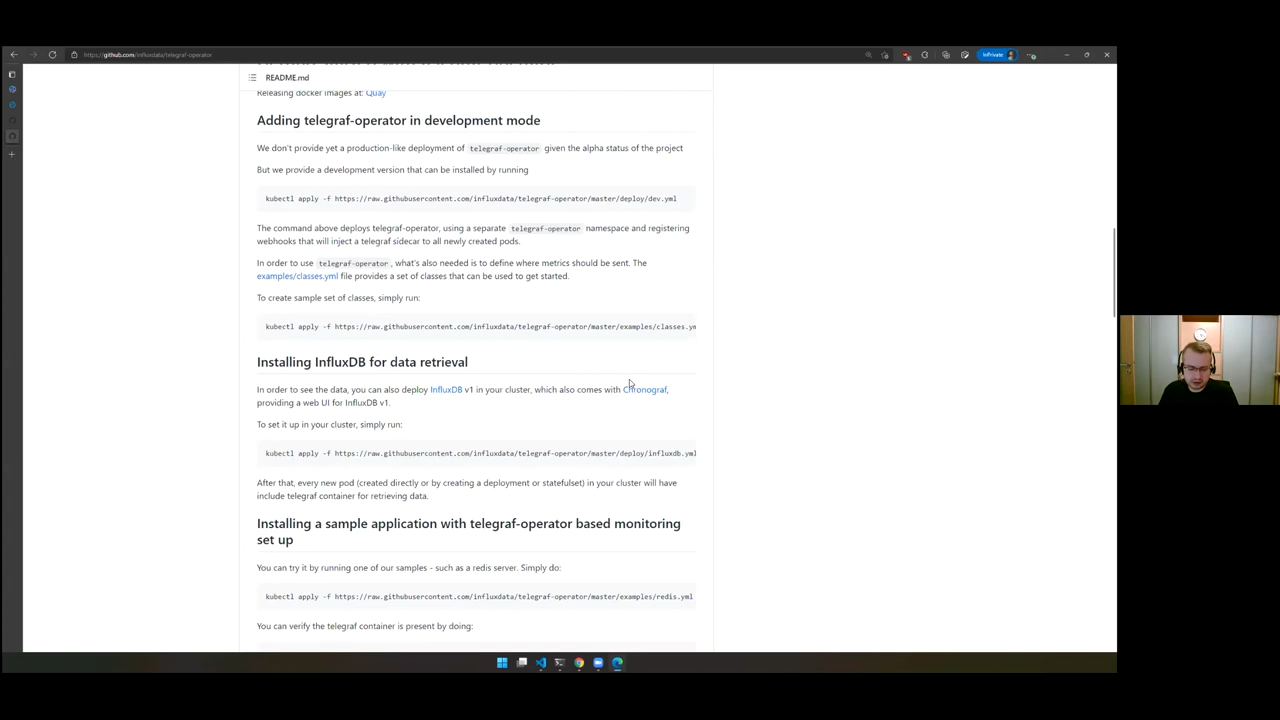 https://github.com/influxdata/telegraf-operator
InPrivate
README.md
Releasing docker images at: Quay
Adding telegraf-operator in development mode
We don't provide yet a production-like deployment of telegraf-operator given the alpha status of the project
But we provide a development version that can be installed by running
kubectl apply -f https://raw.githubusercontent.com/influxdata/telegraf-operator/master/deploy/dev.yml
The command above deploys telegraf-operator, using a separate telegraf-operator namespace and registering
webhooks that will inject a telegraf sidecar to all newly created pods.
In order to use telegraf-operator, what's also needed is to define where metrics should be sent. The
examples/classes.yml file provides a set of classes that can be used to get started.
To create sample set of classes, simply run:
kubectl apply -f https://raw.githubusercontent.com/influxdata/telegraf-operator/master/examples/classes.ym
Installing InfluxDB for data retrieval
In order to see the data, you can also deploy InfluxDB v1 in your cluster, which also comes with Chronograf,
providing a web UI for InfluxDB v1.
To set it up in your cluster, simply run:
kubectl apply -f https://raw.githubusercontent.com/influxdata/telegraf-operator/master/deploy/influxdb.yml
After that, every new pod (created directly or by creating a deployment or statefulset) in your cluster will have
include telegraf container for retrieving data.
Installing a sample application with telegraf-operator based monitoring
set up
You can try it by running one of our samples - such as a redis server. Simply do:
kubectl apply -f https://raw.githubusercontent.com/influxdata/telegraf-operator/master/examples/redis.yml
You can verify the telegraf container is present by doing: